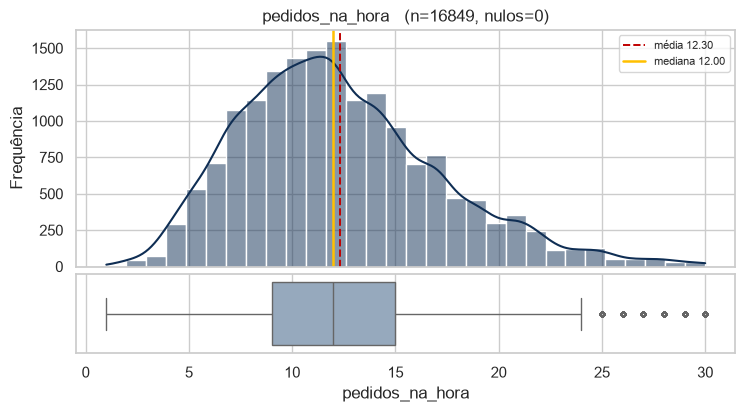 pedidos_na_hora (n=16849, nulos=0)
média 12.30
mediana 12.00
Frequência
1500
1250
1000
750
500
250
0
0 5 10 15 20 25 30
pedidos_na_hora